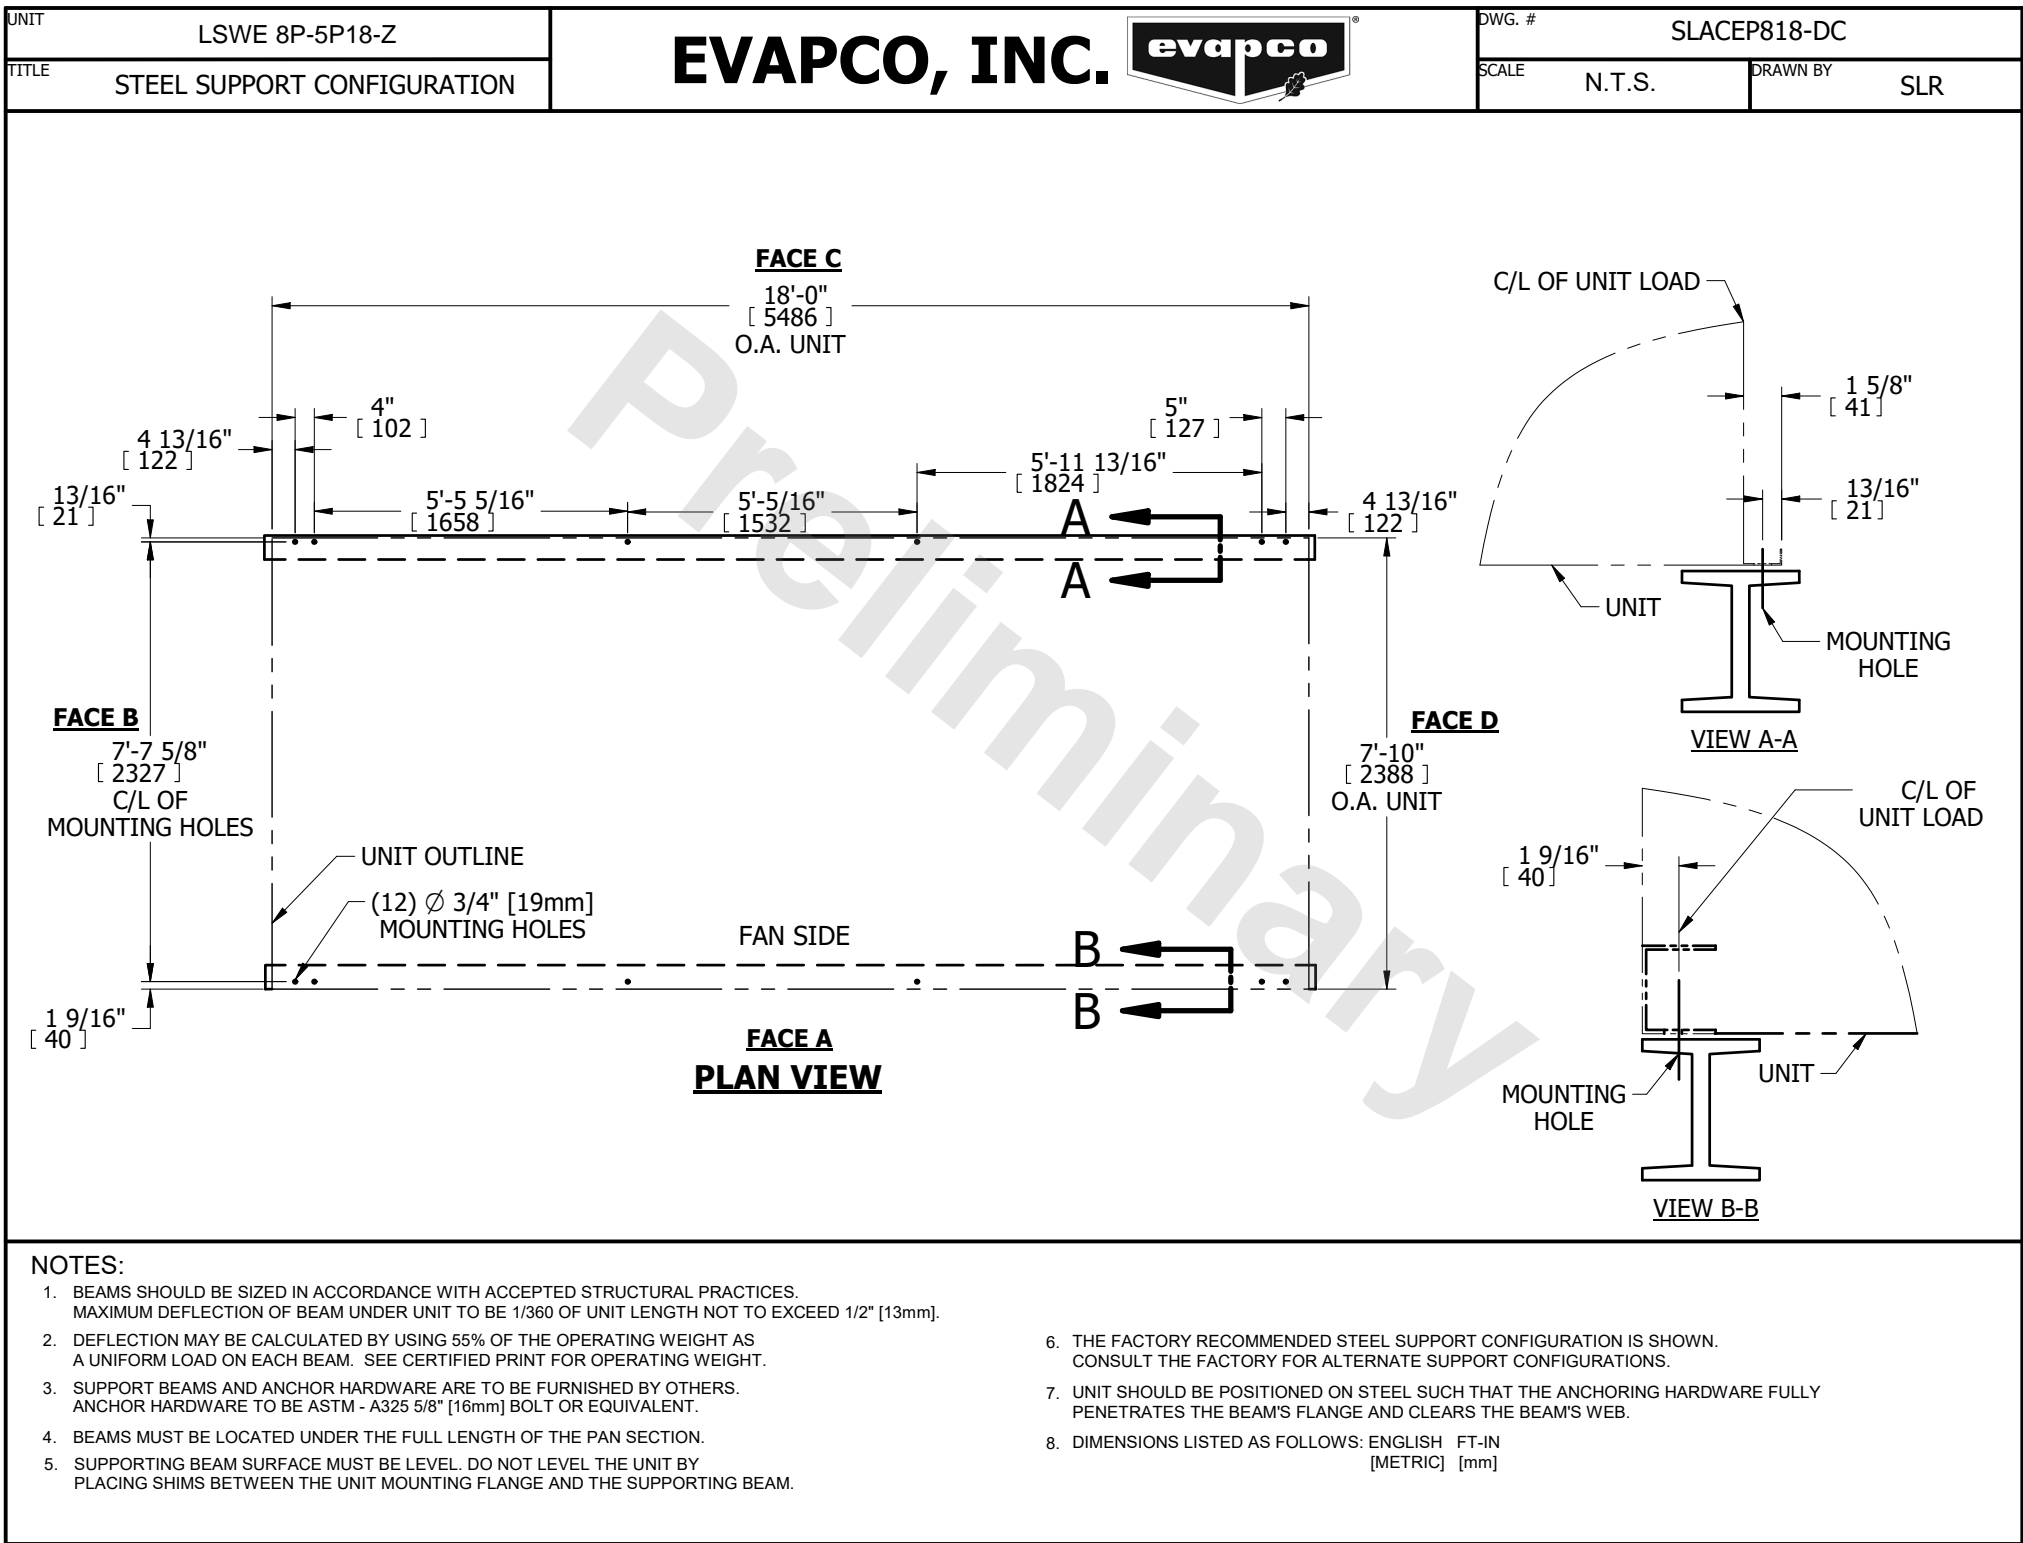 UNIT
LSWE 8P-5P18-Z
TITLE
STEEL SUPPORT CONFIGURATION
EVAPCO, INC.
evapco
®
DWG. #
SLACEP818-DC
SCALE
N.T.S.
DRAWN BY
SLR
FACE C
18'-0"
[ 5486 ]
O.A. UNIT
4"
[ 102 ]
4 13/16"
[ 122 ]
13/16"
[ 21 ]
5'-5 5/16"
[ 1658 ]
5'-5/16"
[ 1532 ]
5'-11 13/16"
[ 1824 ]
5"
[ 127 ]
4 13/16"
[ 122 ]
A
A
FACE B
7'-7 5/8"
[ 2327 ]
C/L OF
MOUNTING HOLES
FACE D
7'-10"
[ 2388 ]
O.A. UNIT
UNIT OUTLINE
(12) ∅ 3/4" [19mm]
MOUNTING HOLES
FAN SIDE
B
B
1 9/16"
[ 40 ]
FACE A
PLAN VIEW
Preliminary
C/L OF UNIT LOAD
1 5/8"
[ 41 ]
13/16"
[ 21 ]
UNIT
MOUNTING
HOLE
VIEW A-A
C/L OF
UNIT LOAD
1 9/16"
[ 40 ]
UNIT
MOUNTING
HOLE
VIEW B-B
NOTES:
1. BEAMS SHOULD BE SIZED IN ACCORDANCE WITH ACCEPTED STRUCTURAL PRACTICES.
MAXIMUM DEFLECTION OF BEAM UNDER UNIT TO BE 1/360 OF UNIT LENGTH NOT TO EXCEED 1/2" [13mm].
2. DEFLECTION MAY BE CALCULATED BY USING 55% OF THE OPERATING WEIGHT AS
A UNIFORM LOAD ON EACH BEAM. SEE CERTIFIED PRINT FOR OPERATING WEIGHT.
3. SUPPORT BEAMS AND ANCHOR HARDWARE ARE TO BE FURNISHED BY OTHERS.
ANCHOR HARDWARE TO BE ASTM - A325 5/8" [16mm] BOLT OR EQUIVALENT.
4. BEAMS MUST BE LOCATED UNDER THE FULL LENGTH OF THE PAN SECTION.
5. SUPPORTING BEAM SURFACE MUST BE LEVEL. DO NOT LEVEL THE UNIT BY
PLACING SHIMS BETWEEN THE UNIT MOUNTING FLANGE AND THE SUPPORTING BEAM.
6. THE FACTORY RECOMMENDED STEEL SUPPORT CONFIGURATION IS SHOWN.
CONSULT THE FACTORY FOR ALTERNATE SUPPORT CONFIGURATIONS.
7. UNIT SHOULD BE POSITIONED ON STEEL SUCH THAT THE ANCHORING HARDWARE FULLY
PENETRATES THE BEAM'S FLANGE AND CLEARS THE BEAM'S WEB.
8. DIMENSIONS LISTED AS FOLLOWS: ENGLISH FT-IN
[METRIC] [mm]